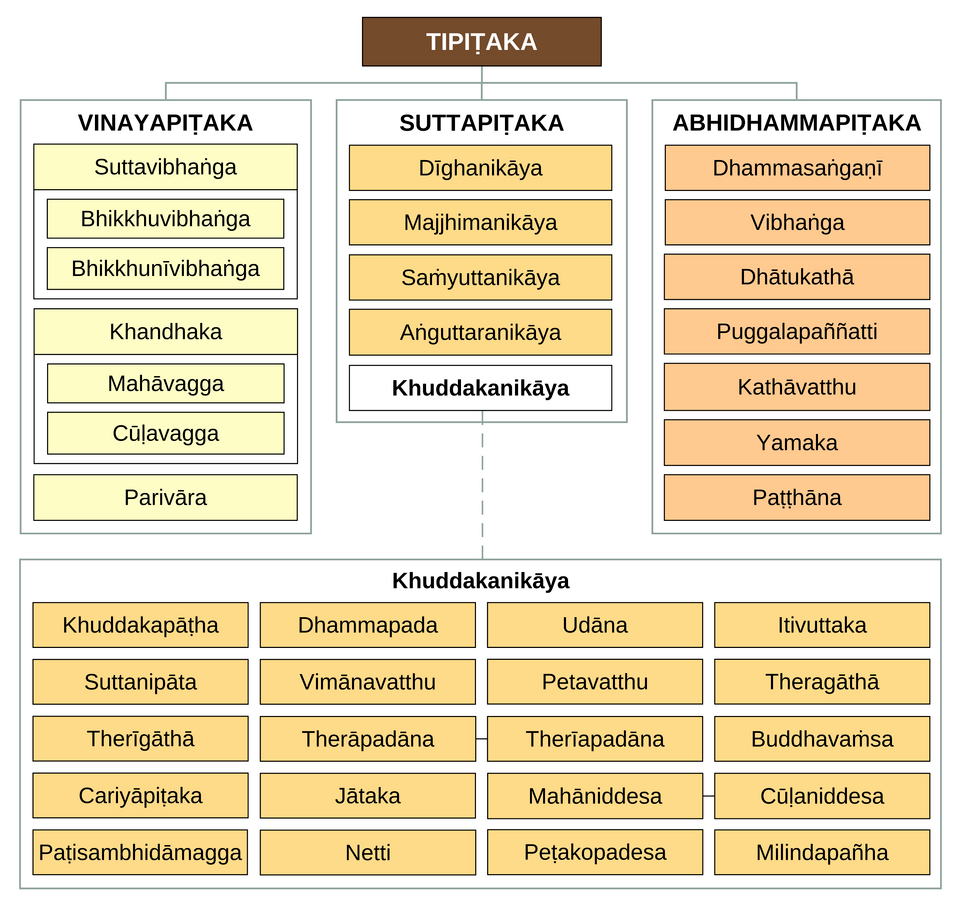 TIPIṬAKA
VINAYAPIṬAKA
Suttavibhaṅga
Bhikkhuvibhaṅga
Bhikkhunīvibhaṅga
Khandhaka
Mahāvagga
Cūḷavagga
Parivāra
SUTTAPIṬAKA
Dīghanikāya
Majjhimanikāya
Saṁyuttanikāya
Aṅguttaranikāya
Khuddakanikāya
ABHIDHAMMAPIṬAKA
Dhammasaṅgaṇī
Vibhaṅga
Dhātukathā
Puggalapaññatti
Kathāvatthu
Yamaka
Paṭṭhāna
Khuddakanikāya
Khuddakapāṭha
Dhammapada
Udāna
Itivuttaka
Suttanipāta
Vimānavatthu
Petavatthu
Theragāthā
Therīgāthā
Therāpadāna
Therīapadāna
Buddhavaṁsa
Cariyāpiṭaka
Jātaka
Mahāniddesa
Cūḷaniddesa
Paṭisambhidāmagga
Netti
Peṭakopadesa
Milindapañha